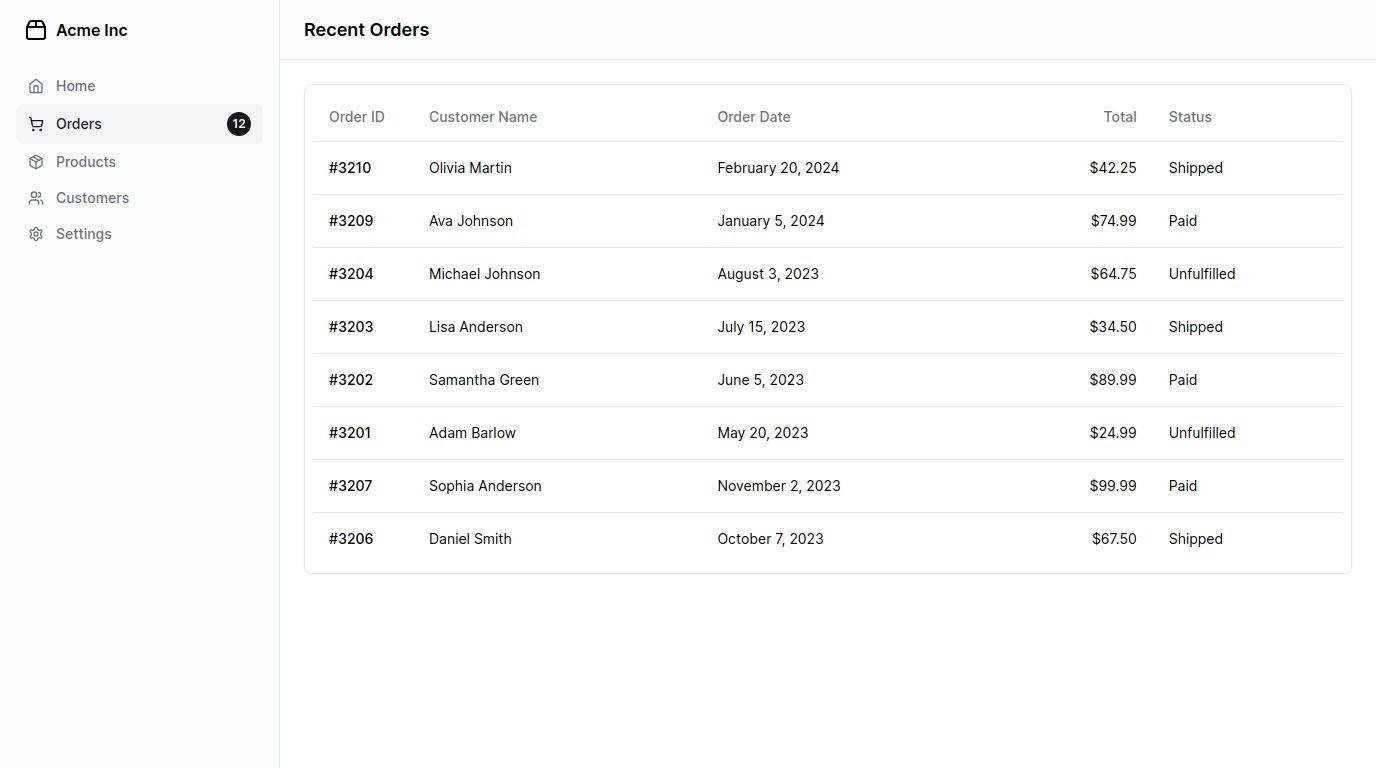 Acme Inc
Home
Orders 12
Products
Customers
Settings
Recent Orders
Order ID Customer Name Order Date Total Status
#3210 Olivia Martin February 20, 2024 $42.25 Shipped
#3209 Ava Johnson January 5, 2024 $74.99 Paid
#3204 Michael Johnson August 3, 2023 $64.75 Unfulfilled
#3203 Lisa Anderson July 15, 2023 $34.50 Shipped
#3202 Samantha Green June 5, 2023 $89.99 Paid
#3201 Adam Barlow May 20, 2023 $24.99 Unfulfilled
#3207 Sophia Anderson November 2, 2023 $99.99 Paid
#3206 Daniel Smith October 7, 2023 $67.50 Shipped